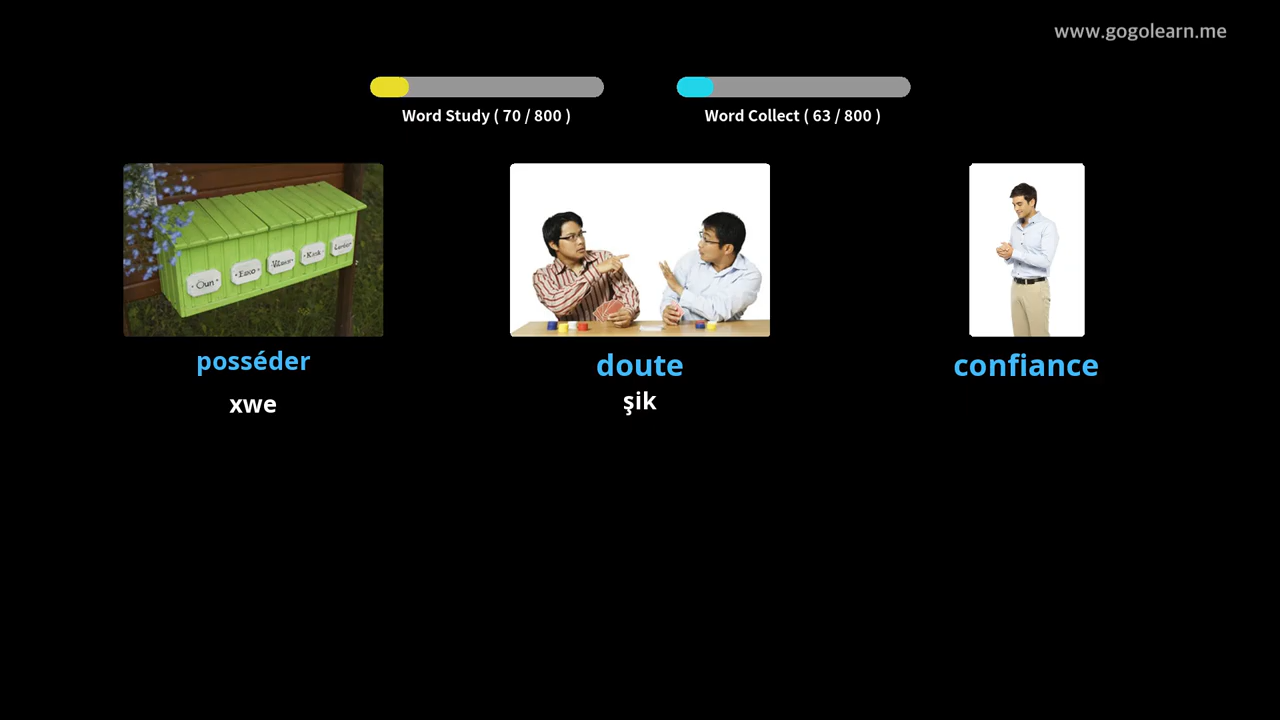 www.gogolearn.me
Word Study ( 70 / 800 )
Word Collect ( 63 / 800 )
posséder
doute
confiance
xwe
şik